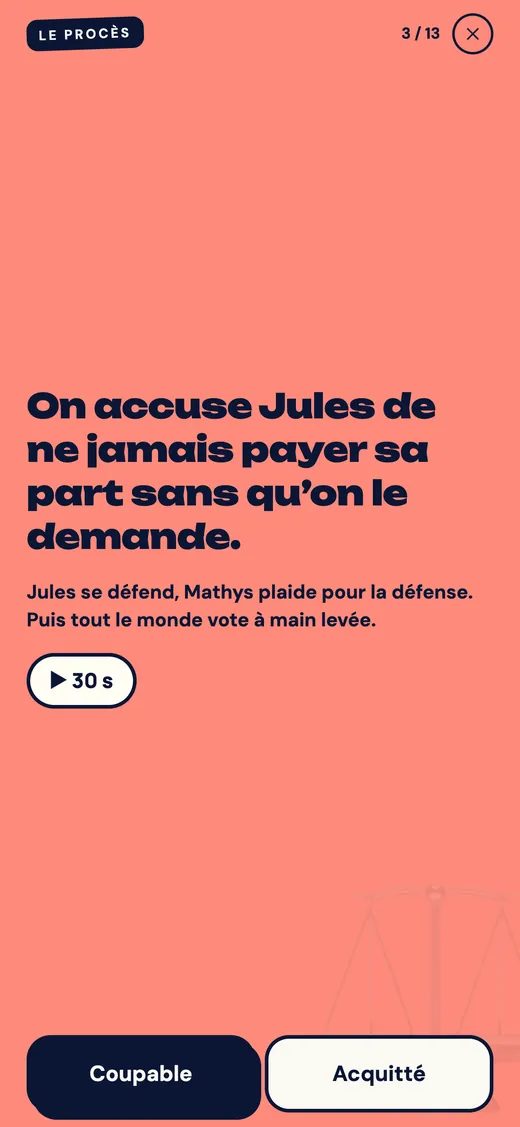 LE PROCÈS
3 / 13
On accuse Jules de
ne jamais payer sa
part sans qu’on le
demande.
Jules se défend, Mathys plaide pour la défense.
Puis tout le monde vote à main levée.
30 s
Coupable
Acquitté